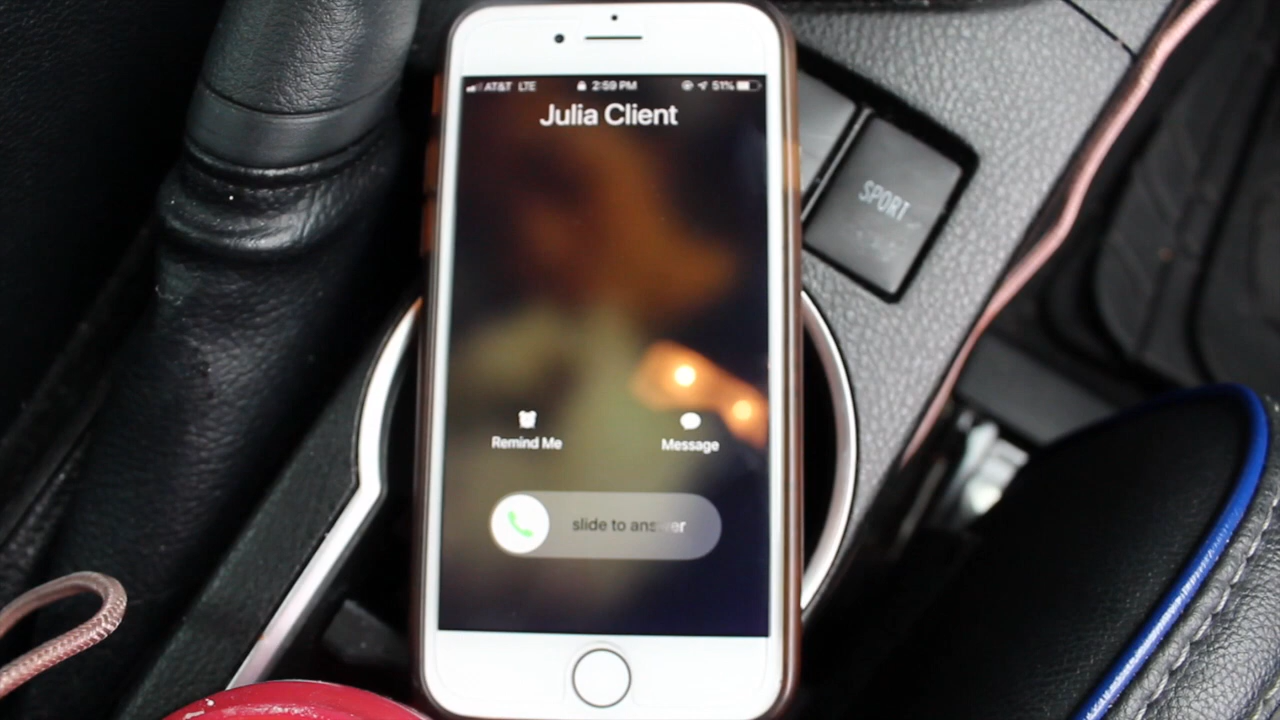 AT&T LTE 2:59 PM 51%
Julia Client
SPORT
Remind Me Message
slide to answer